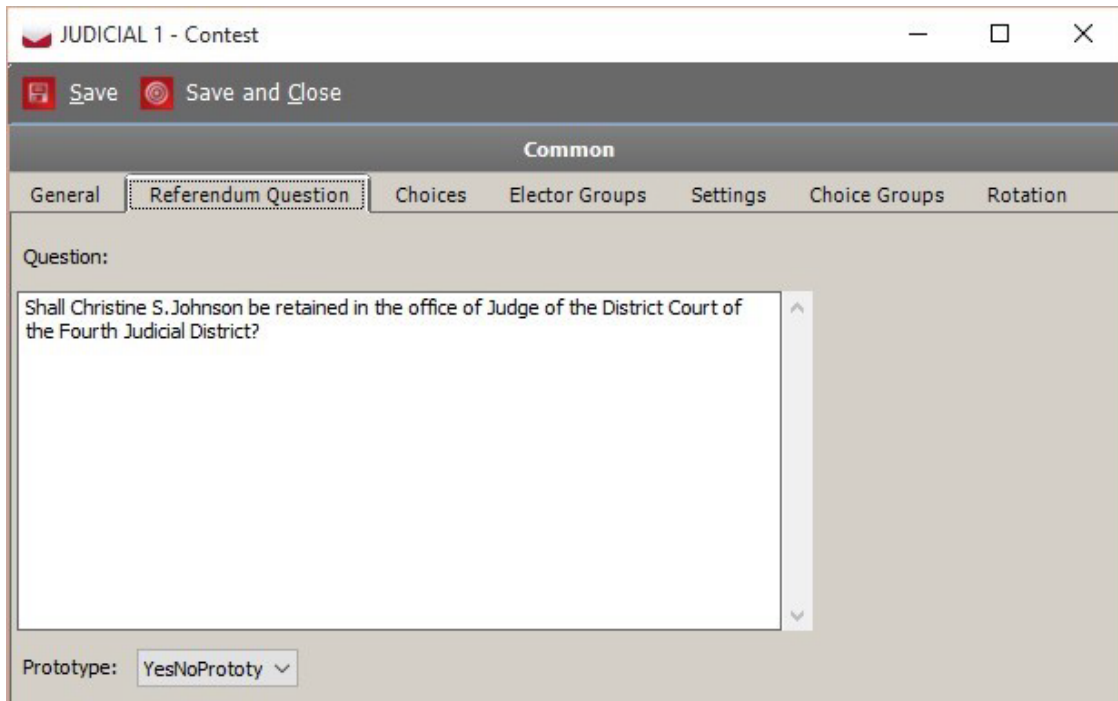 JUDICIAL 1 - Contest
Save Save and Close
Common
General Referendum Question Choices Elector Groups Settings Choice Groups Rotation
Question:
Shall Christine S.Johnson be retained in the office of Judge of the District Court of
the Fourth Judicial District?
Prototype: YesNoPrototy